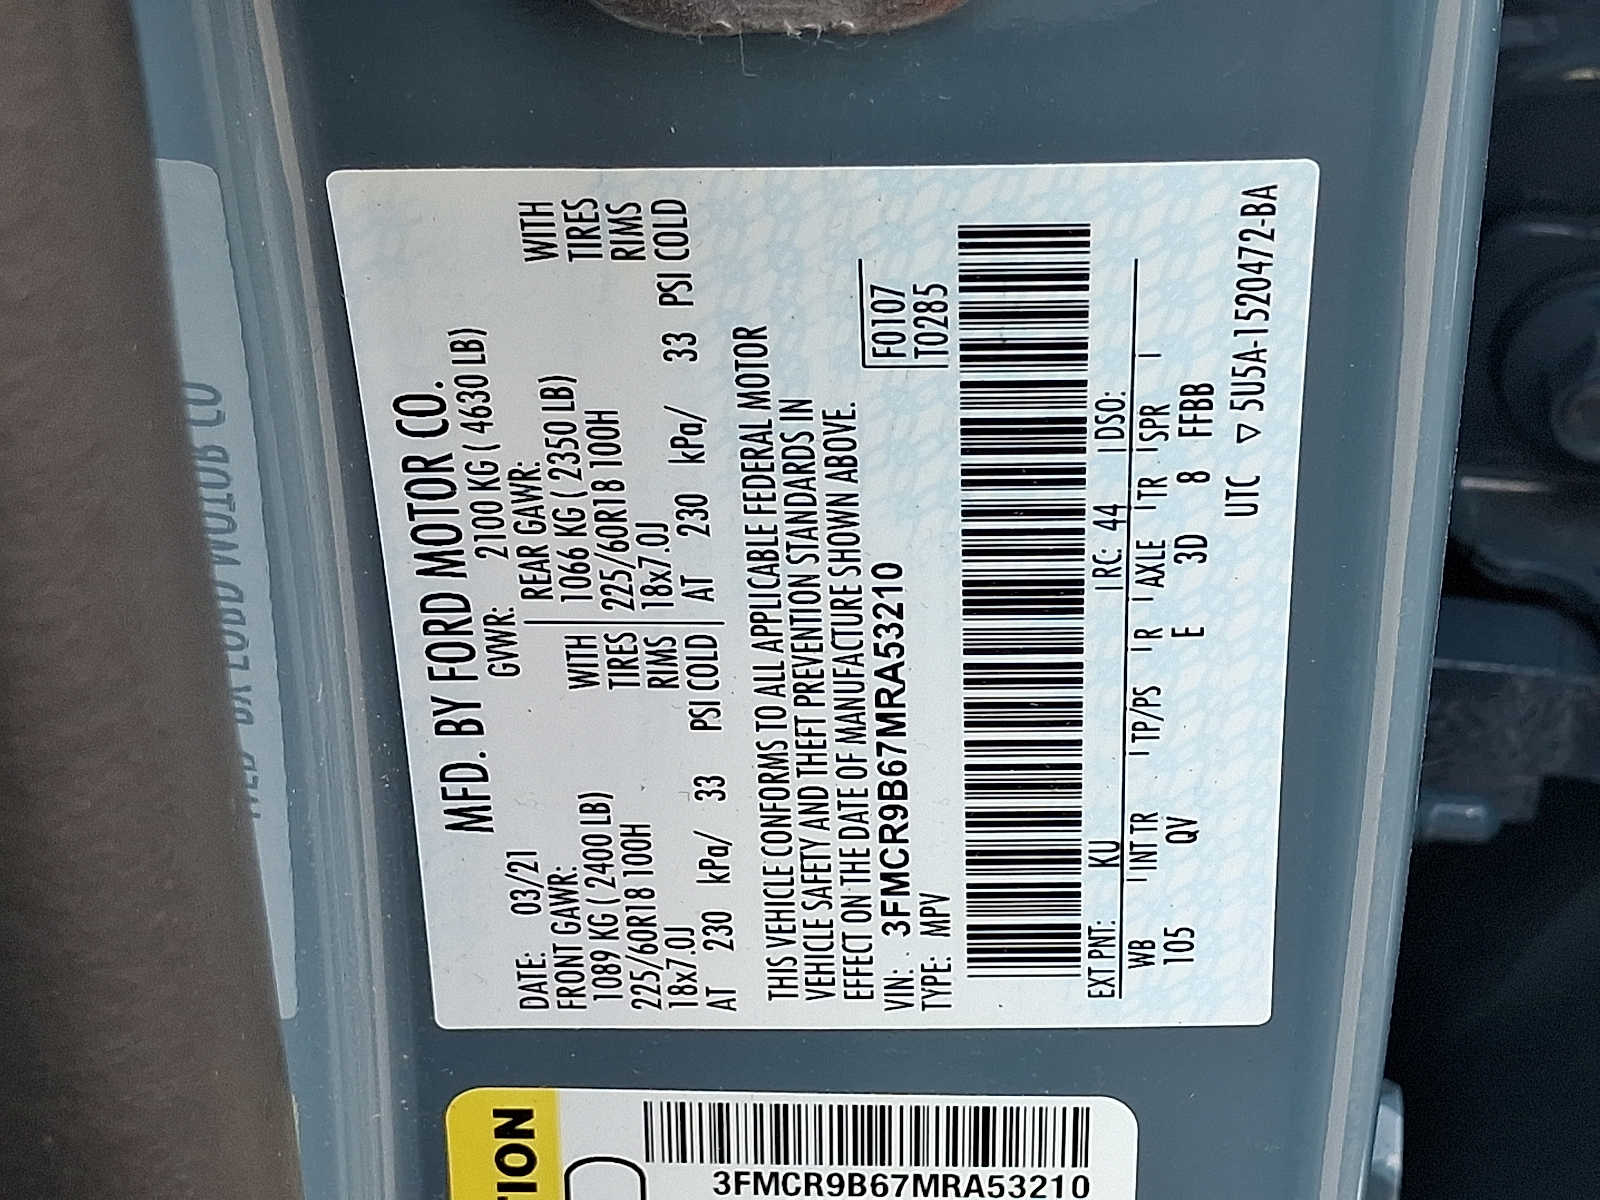 MFD. BY FORD MOTOR CO.
DATE: 03/21 GVWR: 2100 KG ( 4630 LB)
FRONT GAWR: REAR GAWR:
1089 KG ( 2400 LB) WITH 1066 KG ( 2350 LB) WITH
225/60R18 100H TIRES 225/60R18 100H TIRES
18x7.0J RIMS 18x7.0J RIMS
AT 230 kPa/ 33 PSI COLD AT 230 kPa/ 33 PSI COLD
THIS VEHICLE CONFORMS TO ALL APPLICABLE FEDERAL MOTOR
VEHICLE SAFETY AND THEFT PREVENTION STANDARDS IN
EFFECT ON THE DATE OF MANUFACTURE SHOWN ABOVE.
VIN: 3FMCR9B67MRA53210 F0107
TYPE: MPV T0285
EXT PNT: KU RC: 44 DSO:
WB INT TR TP/PS R AXLE TR SPR
105 QV E 3D 8 FFBB
UTC ▽ 5U5A-1520472-BA
TION
3FMCR9B67MRA53210